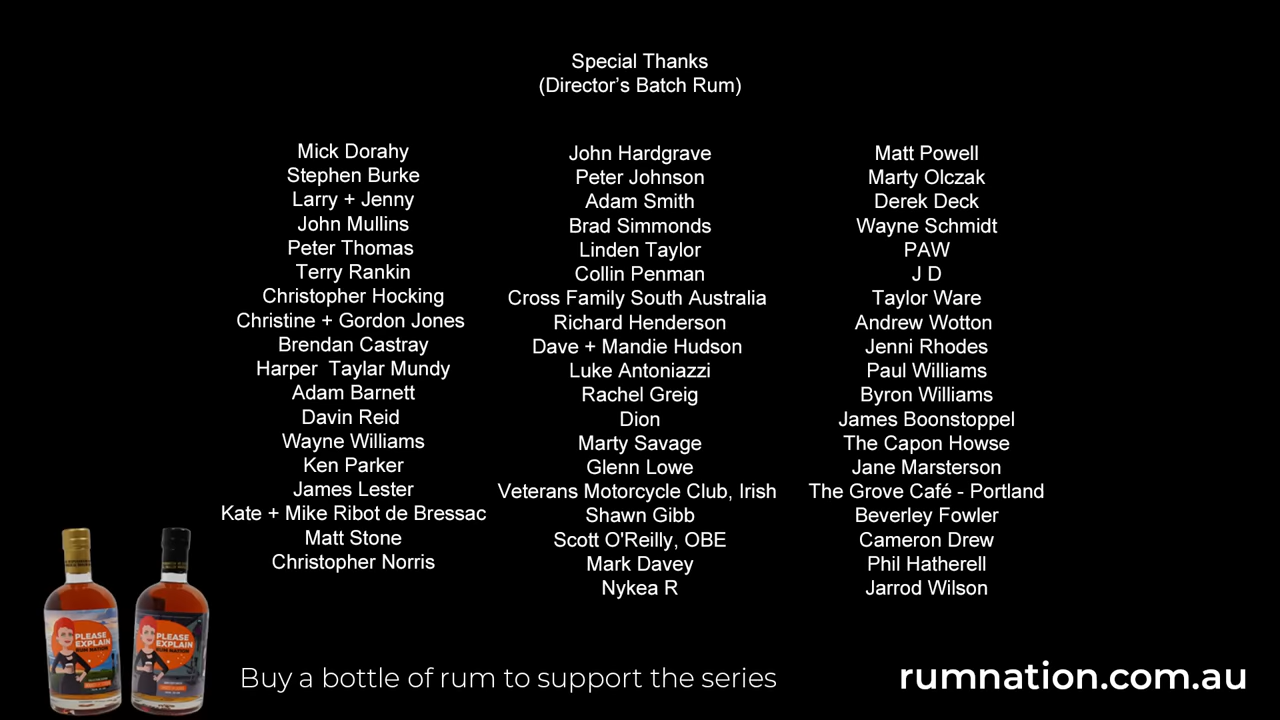 Special Thanks
(Director's Batch Rum)
Mick Dorahy
Stephen Burke
Larry + Jenny
John Mullins
Peter Thomas
Terry Rankin
Christopher Hocking
Christine + Gordon Jones
Brendan Castray
Harper  Taylar Mundy
Adam Barnett
Davin Reid
Wayne Williams
Ken Parker
James Lester
Kate + Mike Ribot de Bressac
Matt Stone
Christopher Norris
John Hardgrave
Peter Johnson
Adam Smith
Brad Simmonds
Linden Taylor
Collin Penman
Cross Family South Australia
Richard Henderson
Dave + Mandie Hudson
Luke Antoniazzi
Rachel Greig
Dion
Marty Savage
Glenn Lowe
Veterans Motorcycle Club, Irish
Shawn Gibb
Scott O'Reilly, OBE
Mark Davey
Nykea R
Matt Powell
Marty Olczak
Derek Deck
Wayne Schmidt
PAW
J D
Taylor Ware
Andrew Wotton
Jenni Rhodes
Paul Williams
Byron Williams
James Boonstoppel
The Capon Howse
Jane Marsterson
The Grove Café - Portland
Beverley Fowler
Cameron Drew
Phil Hatherell
Jarrod Wilson
PLEASE
EXPLAIN
RUM NATION
PLEASE
EXPLAIN
RUM NATION
Buy a bottle of rum to support the series
rumnation.com.au